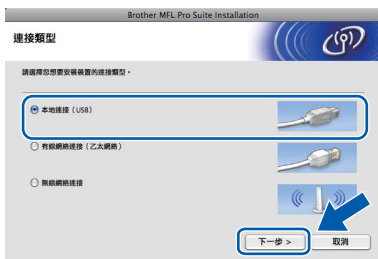 Brother MFL Pro Suite Installation
連接類型
請選擇您想要安裝裝置的連接類型。
本地連接（USB）
有線網絡連接（乙太網絡）
無線網絡連接
下一步 >
取消